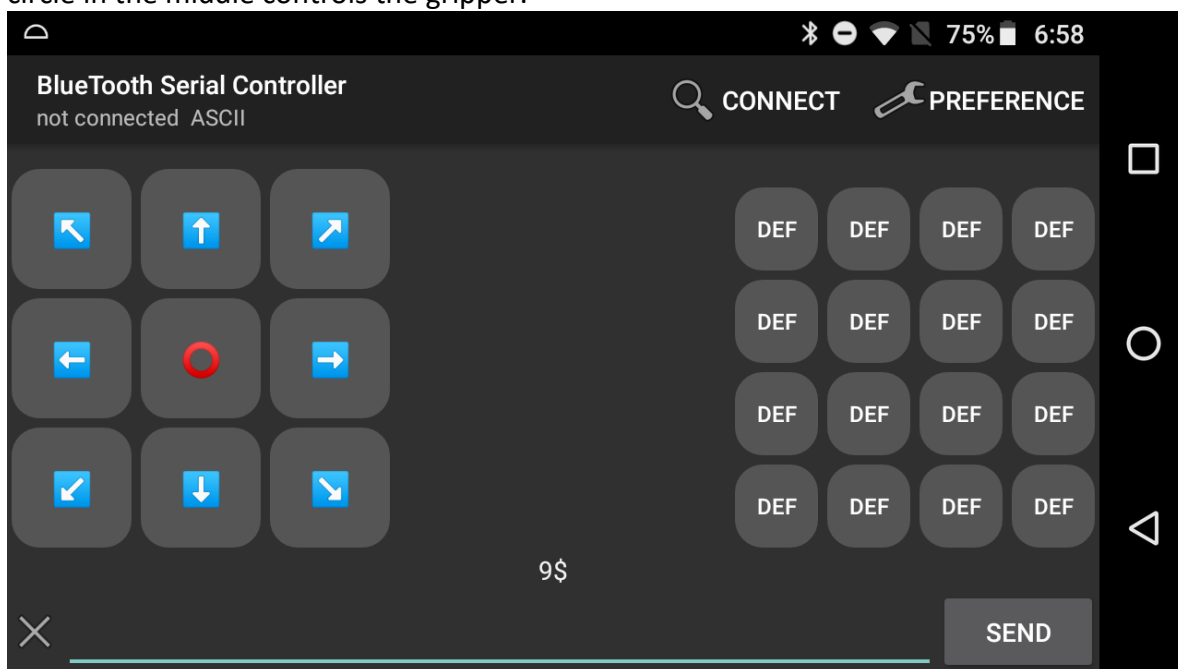 circle in the middle controls the gripper.
75% 6:58
BlueTooth Serial Controller
not connected ASCII
CONNECT PREFERENCE
DEF DEF DEF DEF
DEF DEF DEF DEF
DEF DEF DEF DEF
DEF DEF DEF DEF
9$
SEND